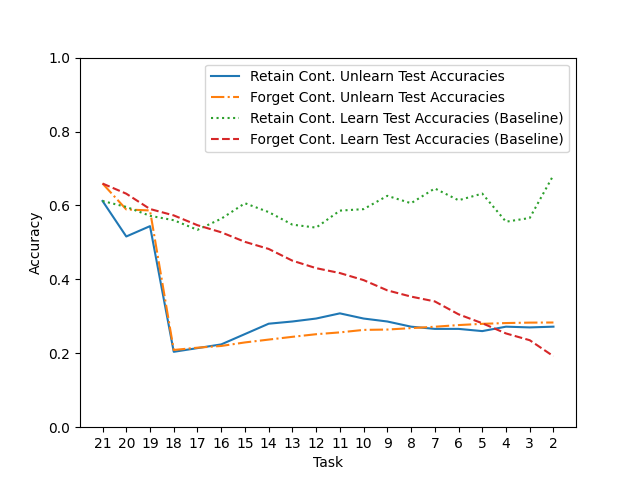 Retain Cont. Unlearn Test Accuracies
Forget Cont. Unlearn Test Accuracies
Retain Cont. Learn Test Accuracies (Baseline)
Forget Cont. Learn Test Accuracies (Baseline)
1.0
0.8
0.6
0.4
0.2
0.0
Accuracy
21 20 19 18 17 16 15 14 13 12 11 10 9 8 7 6 5 4 3 2
Task